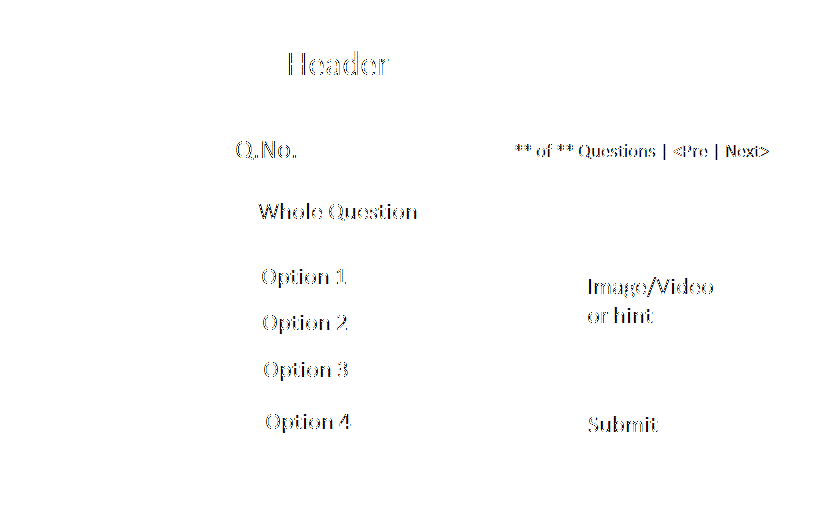 Header
Q.No.
** of ** Questions | <Pre | Next>
Whole Question
Option 1
Option 2
Option 3
Option 4
Image/Video
or hint
Submit